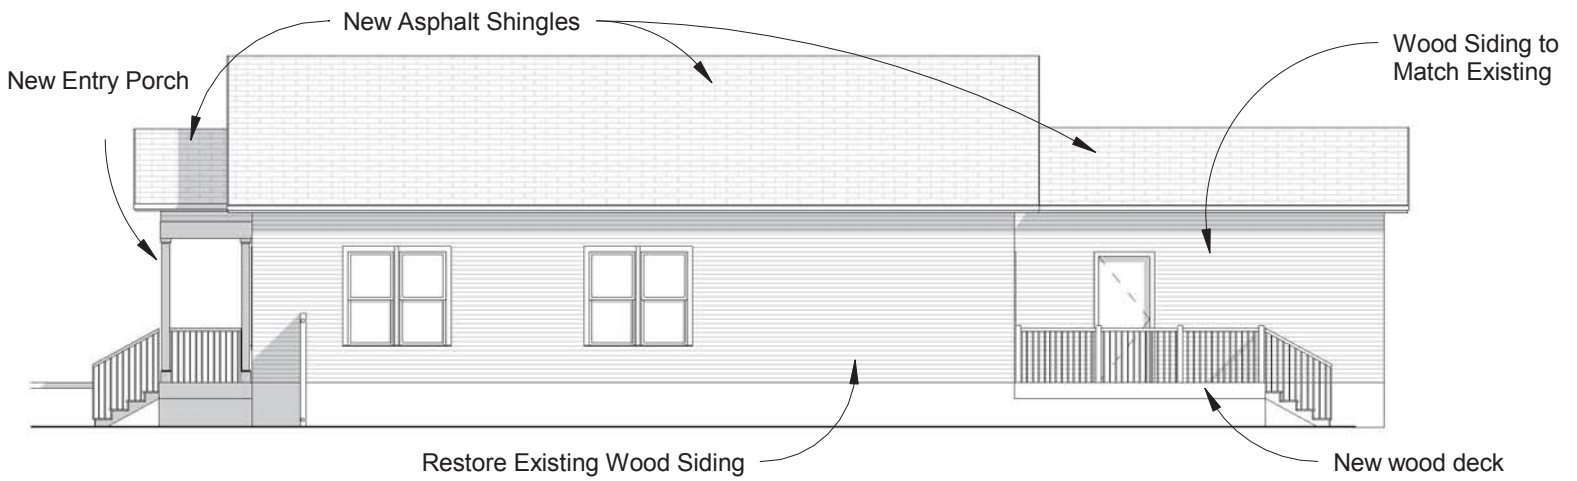 New Asphalt Shingles
New Entry Porch
Wood Siding to
Match Existing
Restore Existing Wood Siding
New wood deck